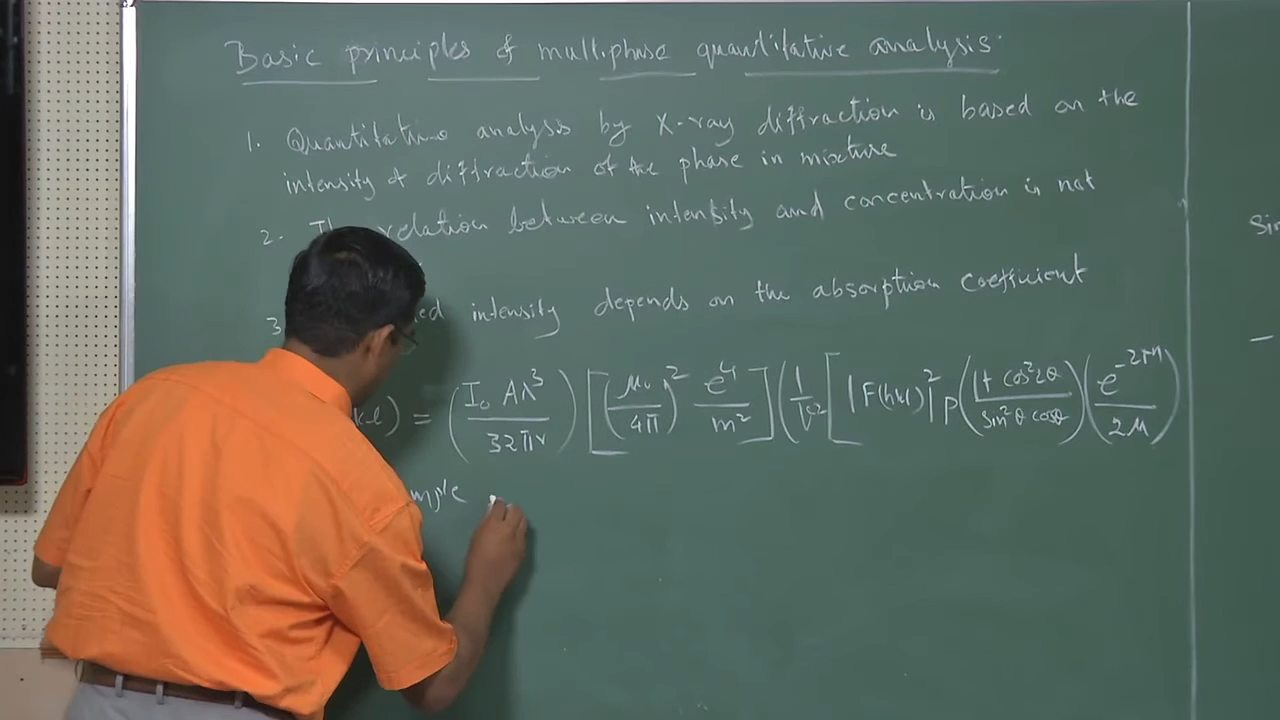 Basic principles of multiphase quantitative analysis.
1. Quantitative analysis by X-ray diffraction is based on the
intensity of diffraction of the phase in mixture
2. relation between intensity and concentration is not
3. intensity depends on the absorption coefficient
) = (I₀ Aλ³ / 32πr) [(μ₀ / 4π)² e⁴ / m²] (1 / V²) [|F(hkl)|² p (1 + cos²2θ / sin²θ cosθ) (e^-2M / 2μ)